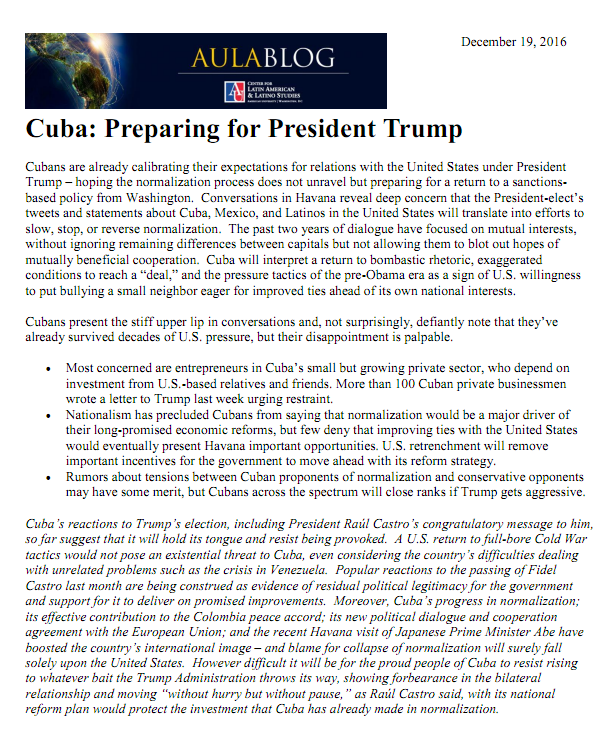 December 19, 2016
AULABLOG
CENTER FOR
LATIN AMERICAN
& LATINO STUDIES
AMERICAN UNIVERSITY | WASHINGTON, DC
Cuba: Preparing for President Trump
Cubans are already calibrating their expectations for relations with the United States under President
Trump – hoping the normalization process does not unravel but preparing for a return to a sanctions-
based policy from Washington.  Conversations in Havana reveal deep concern that the President-elect’s
tweets and statements about Cuba, Mexico, and Latinos in the United States will translate into efforts to
slow, stop, or reverse normalization.  The past two years of dialogue have focused on mutual interests,
without ignoring remaining differences between capitals but not allowing them to blot out hopes of
mutually beneficial cooperation.  Cuba will interpret a return to bombastic rhetoric, exaggerated
conditions to reach a “deal,” and the pressure tactics of the pre-Obama era as a sign of U.S. willingness
to put bullying a small neighbor eager for improved ties ahead of its own national interests.
Cubans present the stiff upper lip in conversations and, not surprisingly, defiantly note that they’ve
already survived decades of U.S. pressure, but their disappointment is palpable.
• Most concerned are entrepreneurs in Cuba’s small but growing private sector, who depend on
investment from U.S.-based relatives and friends. More than 100 Cuban private businessmen
wrote a letter to Trump last week urging restraint.
• Nationalism has precluded Cubans from saying that normalization would be a major driver of
their long-promised economic reforms, but few deny that improving ties with the United States
would eventually present Havana important opportunities. U.S. retrenchment will remove
important incentives for the government to move ahead with its reform strategy.
• Rumors about tensions between Cuban proponents of normalization and conservative opponents
may have some merit, but Cubans across the spectrum will close ranks if Trump gets aggressive.
Cuba’s reactions to Trump’s election, including President Raúl Castro’s congratulatory message to him,
so far suggest that it will hold its tongue and resist being provoked.  A U.S. return to full-bore Cold War
tactics would not pose an existential threat to Cuba, even considering the country’s difficulties dealing
with unrelated problems such as the crisis in Venezuela.  Popular reactions to the passing of Fidel
Castro last month are being construed as evidence of residual political legitimacy for the government
and support for it to deliver on promised improvements.  Moreover, Cuba’s progress in normalization;
its effective contribution to the Colombia peace accord; its new political dialogue and cooperation
agreement with the European Union; and the recent Havana visit of Japanese Prime Minister Abe have
boosted the country’s international image – and blame for collapse of normalization will surely fall
solely upon the United States.  However difficult it will be for the proud people of Cuba to resist rising
to whatever bait the Trump Administration throws its way, showing forbearance in the bilateral
relationship and moving “without hurry but without pause,” as Raúl Castro said, with its national
reform plan would protect the investment that Cuba has already made in normalization.